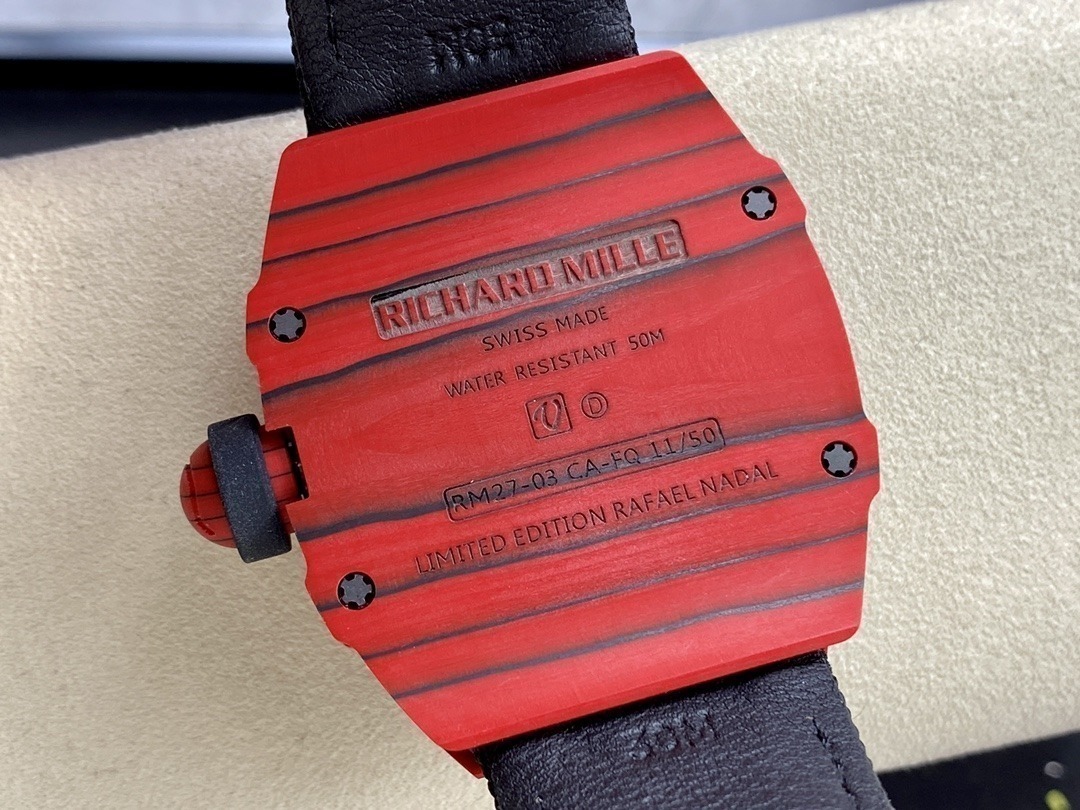 RICHARD MILLE
SWISS MADE
WATER RESISTANT 50M
V D
RM27-03 CA-FQ 11/50
LIMITED EDITION RAFAEL NADAL